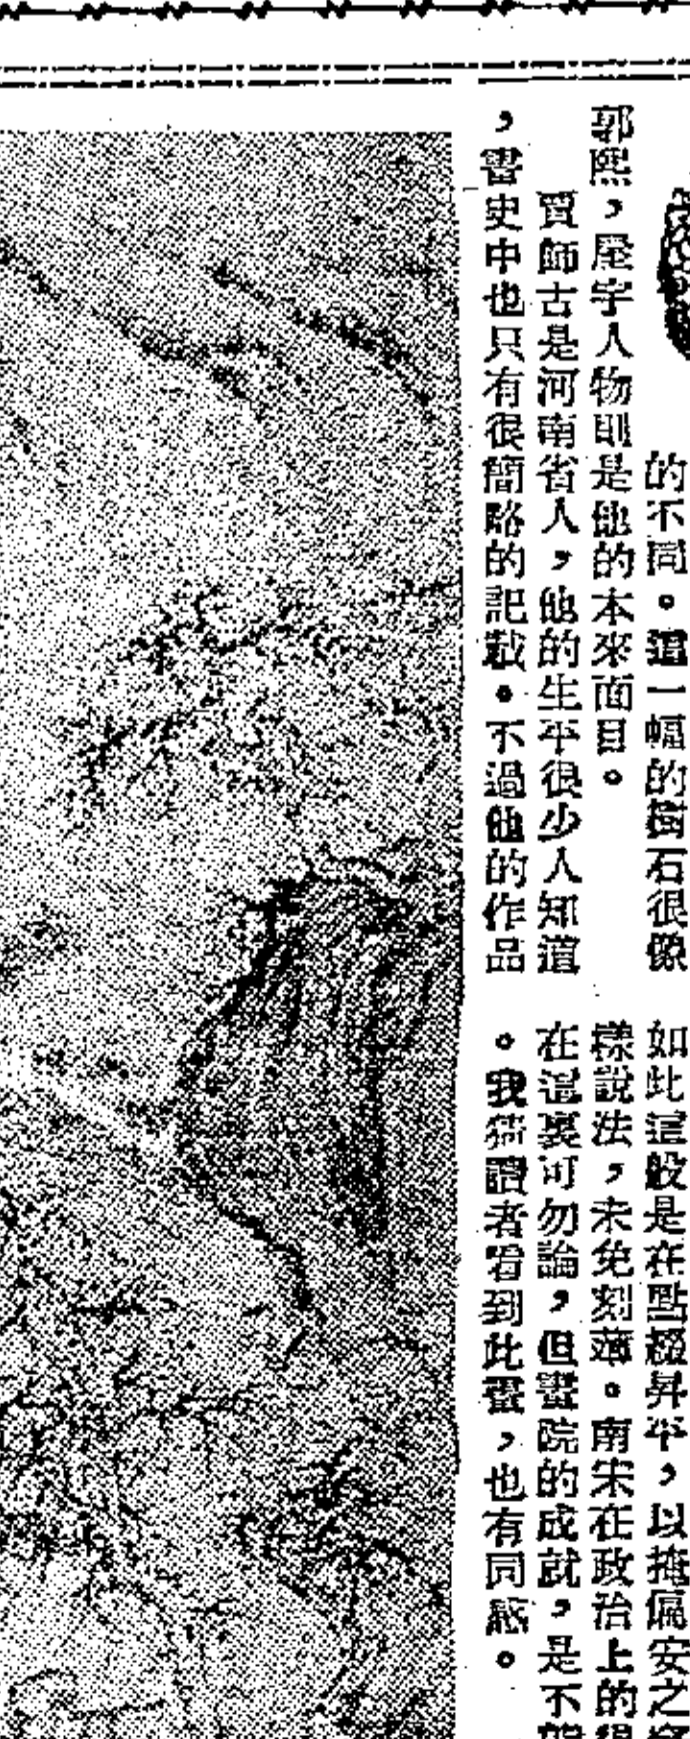 的不同。這一幅的樹石很像
郭熙，屋宇人物則是他的本來面目。
賈師古是河南省人，他的生平很少人知道
，畫史中也只有很簡略的記載。不過他的作品
如此這般是在點綴昇平，以掩偏安之
樣說法，未免刻薄。南宋在政治上的
在這裏可勿論，但畫院的成就，是不能
。我猜讀者看到此畫，也有同感。